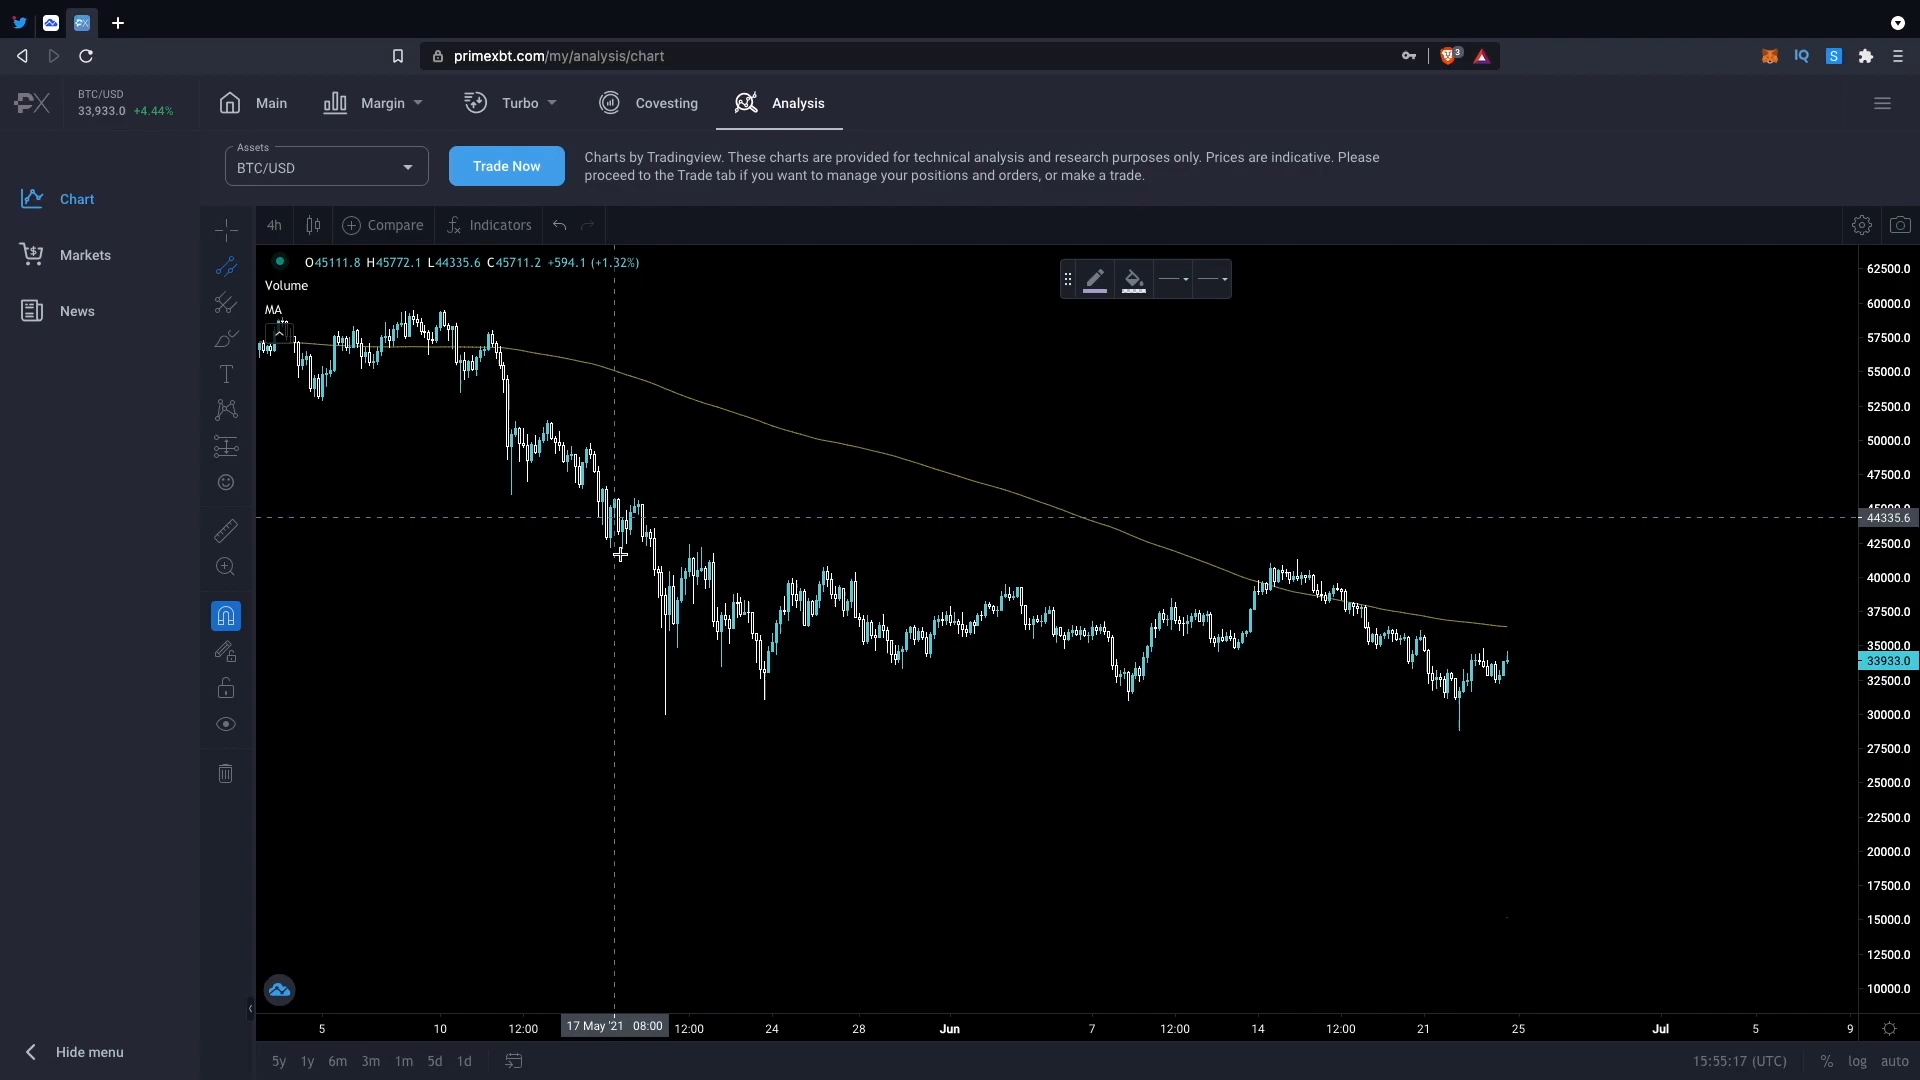 primexbt.com/my/analysis/chart
3
IQ
S
PX
BTC/USD
33,933.0 +4.44%
Main
Margin
Turbo
Covesting
Analysis
Assets
BTC/USD
Trade Now
Charts by Tradingview. These charts are provided for technical analysis and research purposes only. Prices are indicative. Please
proceed to the Trade tab if you want to manage your positions and orders, or make a trade.
Chart
Markets
News
Hide menu
4h
Compare
Indicators
O45111.8 H45772.1 L44335.6 C45711.2 +594.1 (+1.32%)
Volume
MA
62500.0
60000.0
57500.0
55000.0
52500.0
50000.0
47500.0
44335.6
42500.0
40000.0
37500.0
35000.0
33933.0
32500.0
30000.0
27500.0
25000.0
22500.0
20000.0
17500.0
15000.0
12500.0
10000.0
5 10 12:00 17 May '21 08:00 12:00 24 28 Jun 7 12:00 14 12:00 21 25 Jul 5 9
5y 1y 6m 3m 1m 5d 1d
15:55:17 (UTC) % log auto